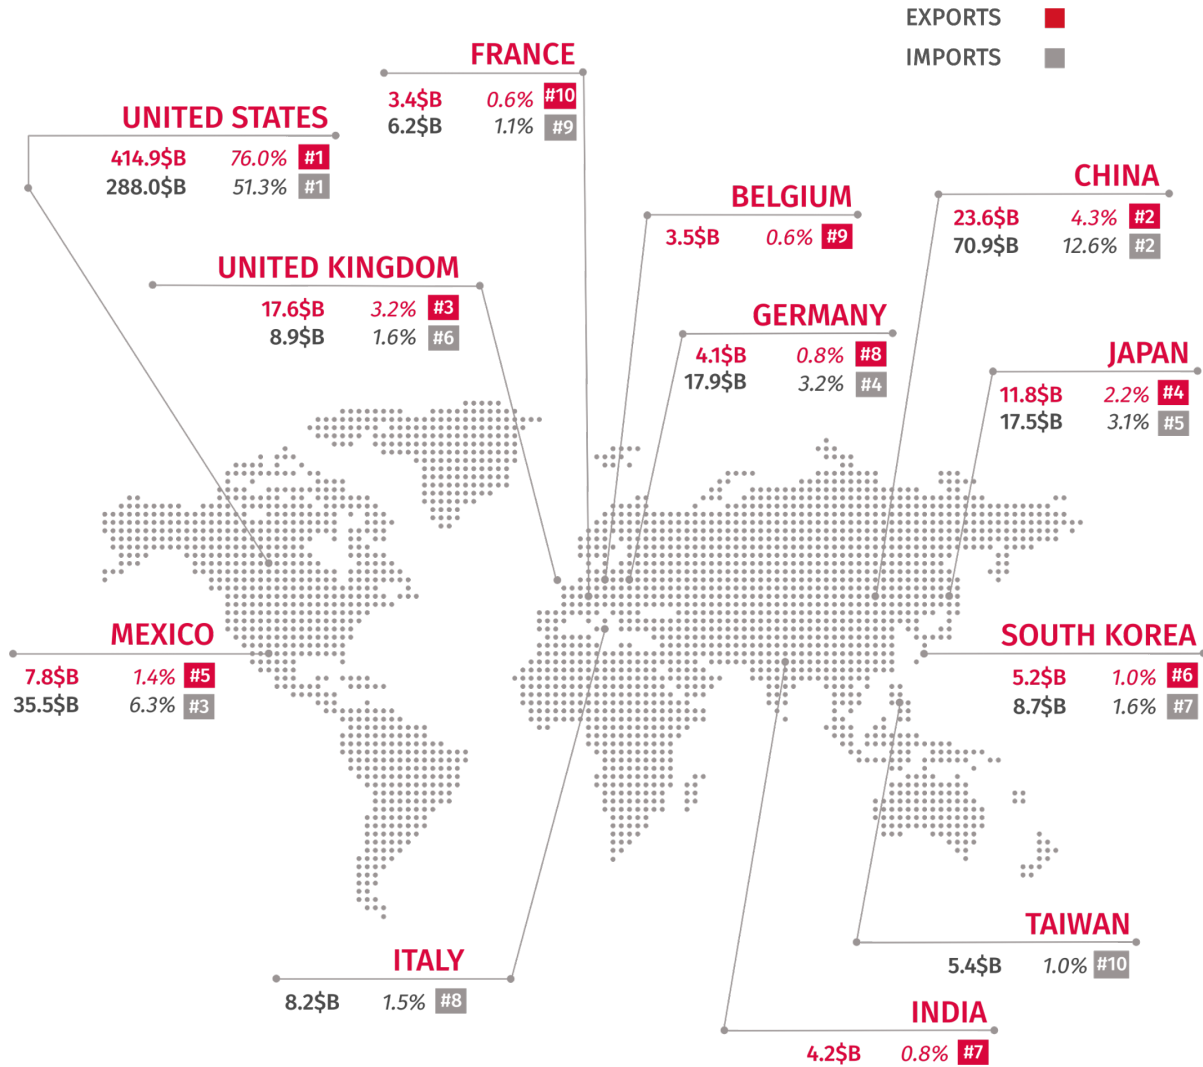 EXPORTS
IMPORTS
FRANCE
3.4$B 0.6% #10
6.2$B 1.1% #9
UNITED STATES
414.9$B 76.0% #1
288.0$B 51.3% #1
CHINA
23.6$B 4.3% #2
70.9$B 12.6% #2
BELGIUM
3.5$B 0.6% #9
UNITED KINGDOM
17.6$B 3.2% #3
8.9$B 1.6% #6
GERMANY
4.1$B 0.8% #8
17.9$B 3.2% #4
JAPAN
11.8$B 2.2% #4
17.5$B 3.1% #5
MEXICO
7.8$B 1.4% #5
35.5$B 6.3% #3
SOUTH KOREA
5.2$B 1.0% #6
8.7$B 1.6% #7
TAIWAN
5.4$B 1.0% #10
ITALY
8.2$B 1.5% #8
INDIA
4.2$B 0.8% #7